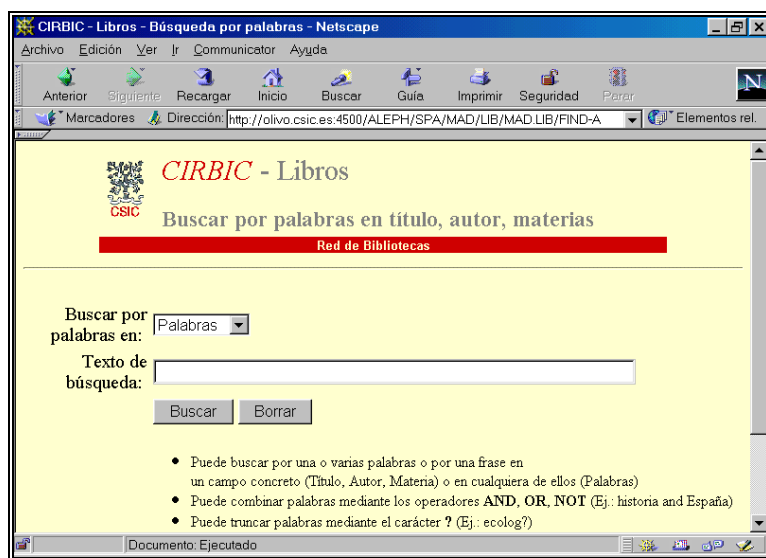 CIRBIC - Libros - Búsqueda por palabras - Netscape
Archivo Edición Ver Ir Communicator Ayuda
Anterior Siguiente Recargar Inicio Buscar Guía Imprimir Seguridad Parar
N
Marcadores Dirección: http://olivo.csic.es:4500/ALEPH/SPA/MAD/LIB/MAD.LIB/FIND-A Elementos rel.
CIRBIC - Libros
CSIC
Buscar por palabras en título, autor, materias
Red de Bibliotecas
Buscar por
palabras en: Palabras
Texto de
búsqueda:
Buscar Borrar
• Puede buscar por una o varias palabras o por una frase en
un campo concreto (Título, Autor, Materia) o en cualquiera de ellos (Palabras)
• Puede combinar palabras mediante los operadores AND, OR, NOT (Ej.: historia and España)
• Puede truncar palabras mediante el carácter ? (Ej.: ecolog?)
Documento: Ejecutado